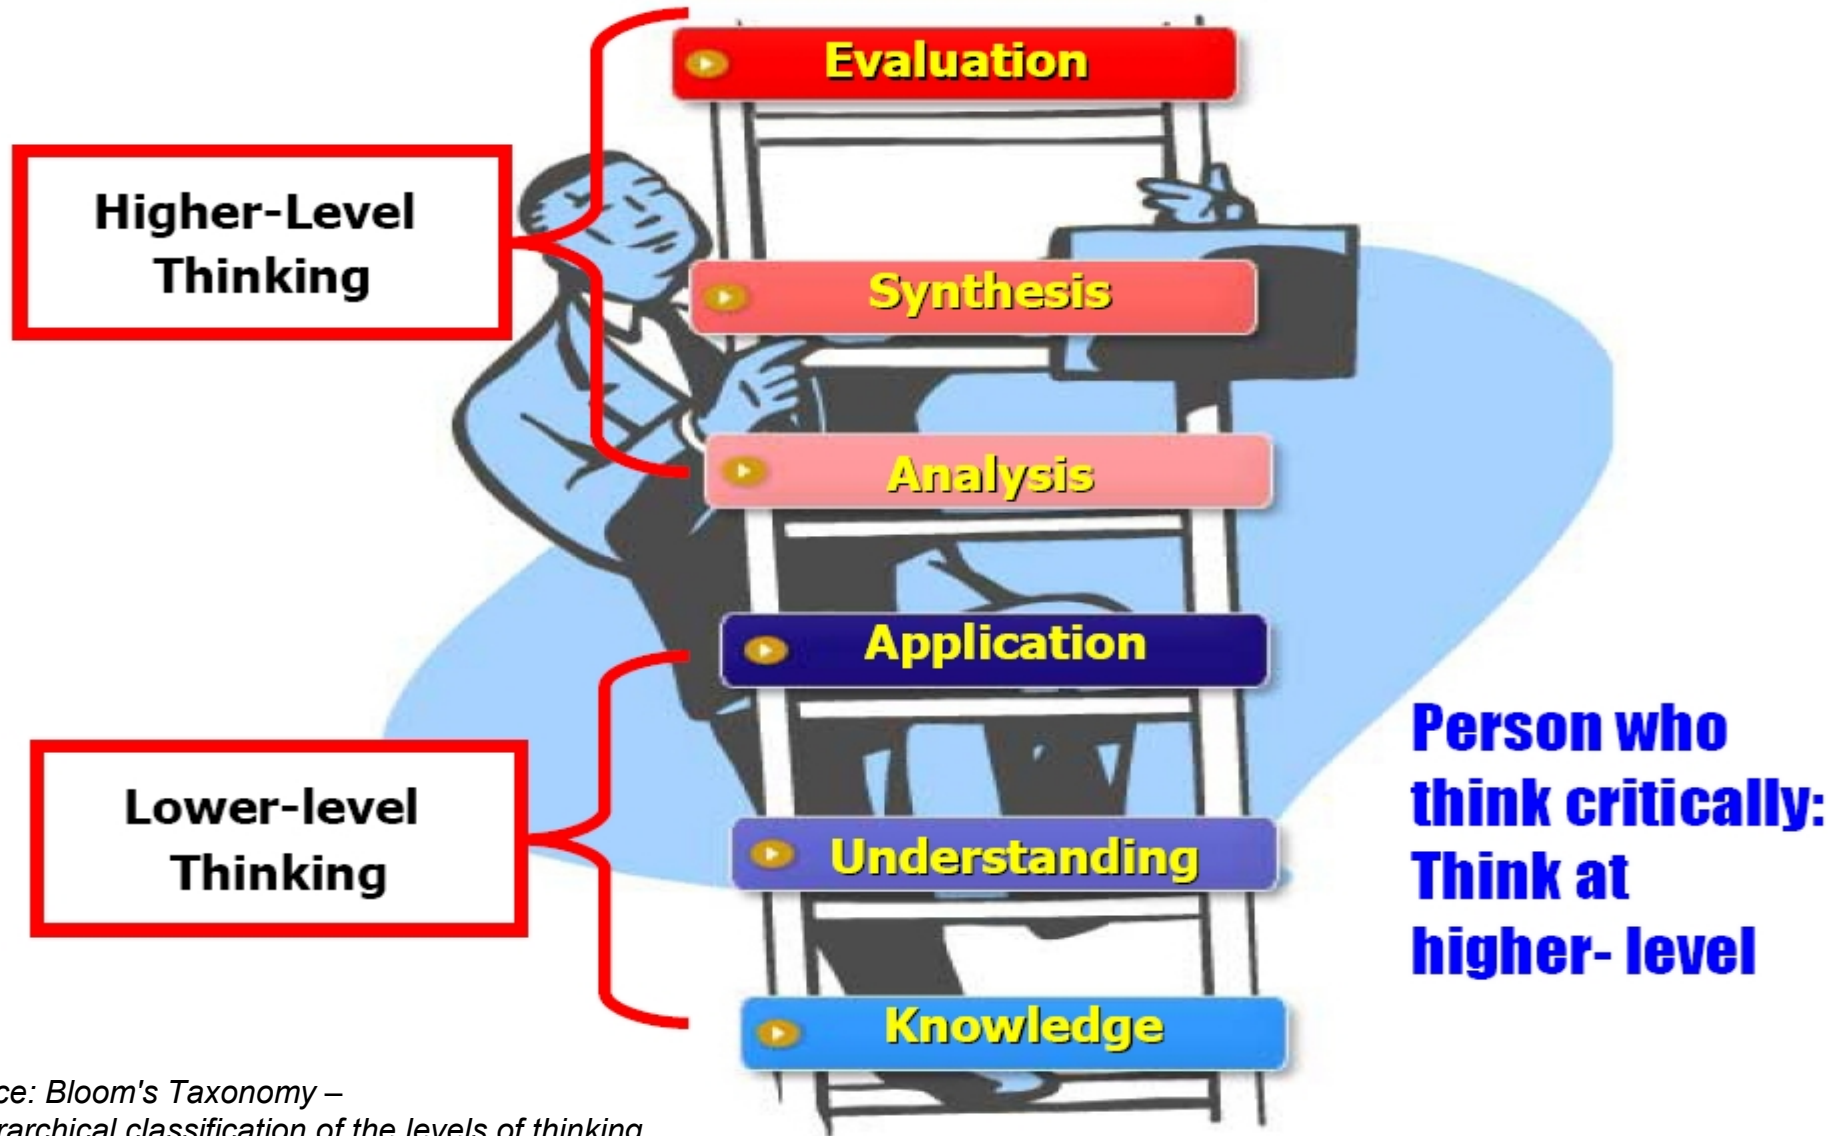 Evaluation
Higher-Level
Thinking
Synthesis
Analysis
Application
Person who
think critically:
Think at
higher- level
Lower-level
Thinking
Understanding
Knowledge
ce: Bloom's Taxonomy –
rarchical classification of the levels of thinking